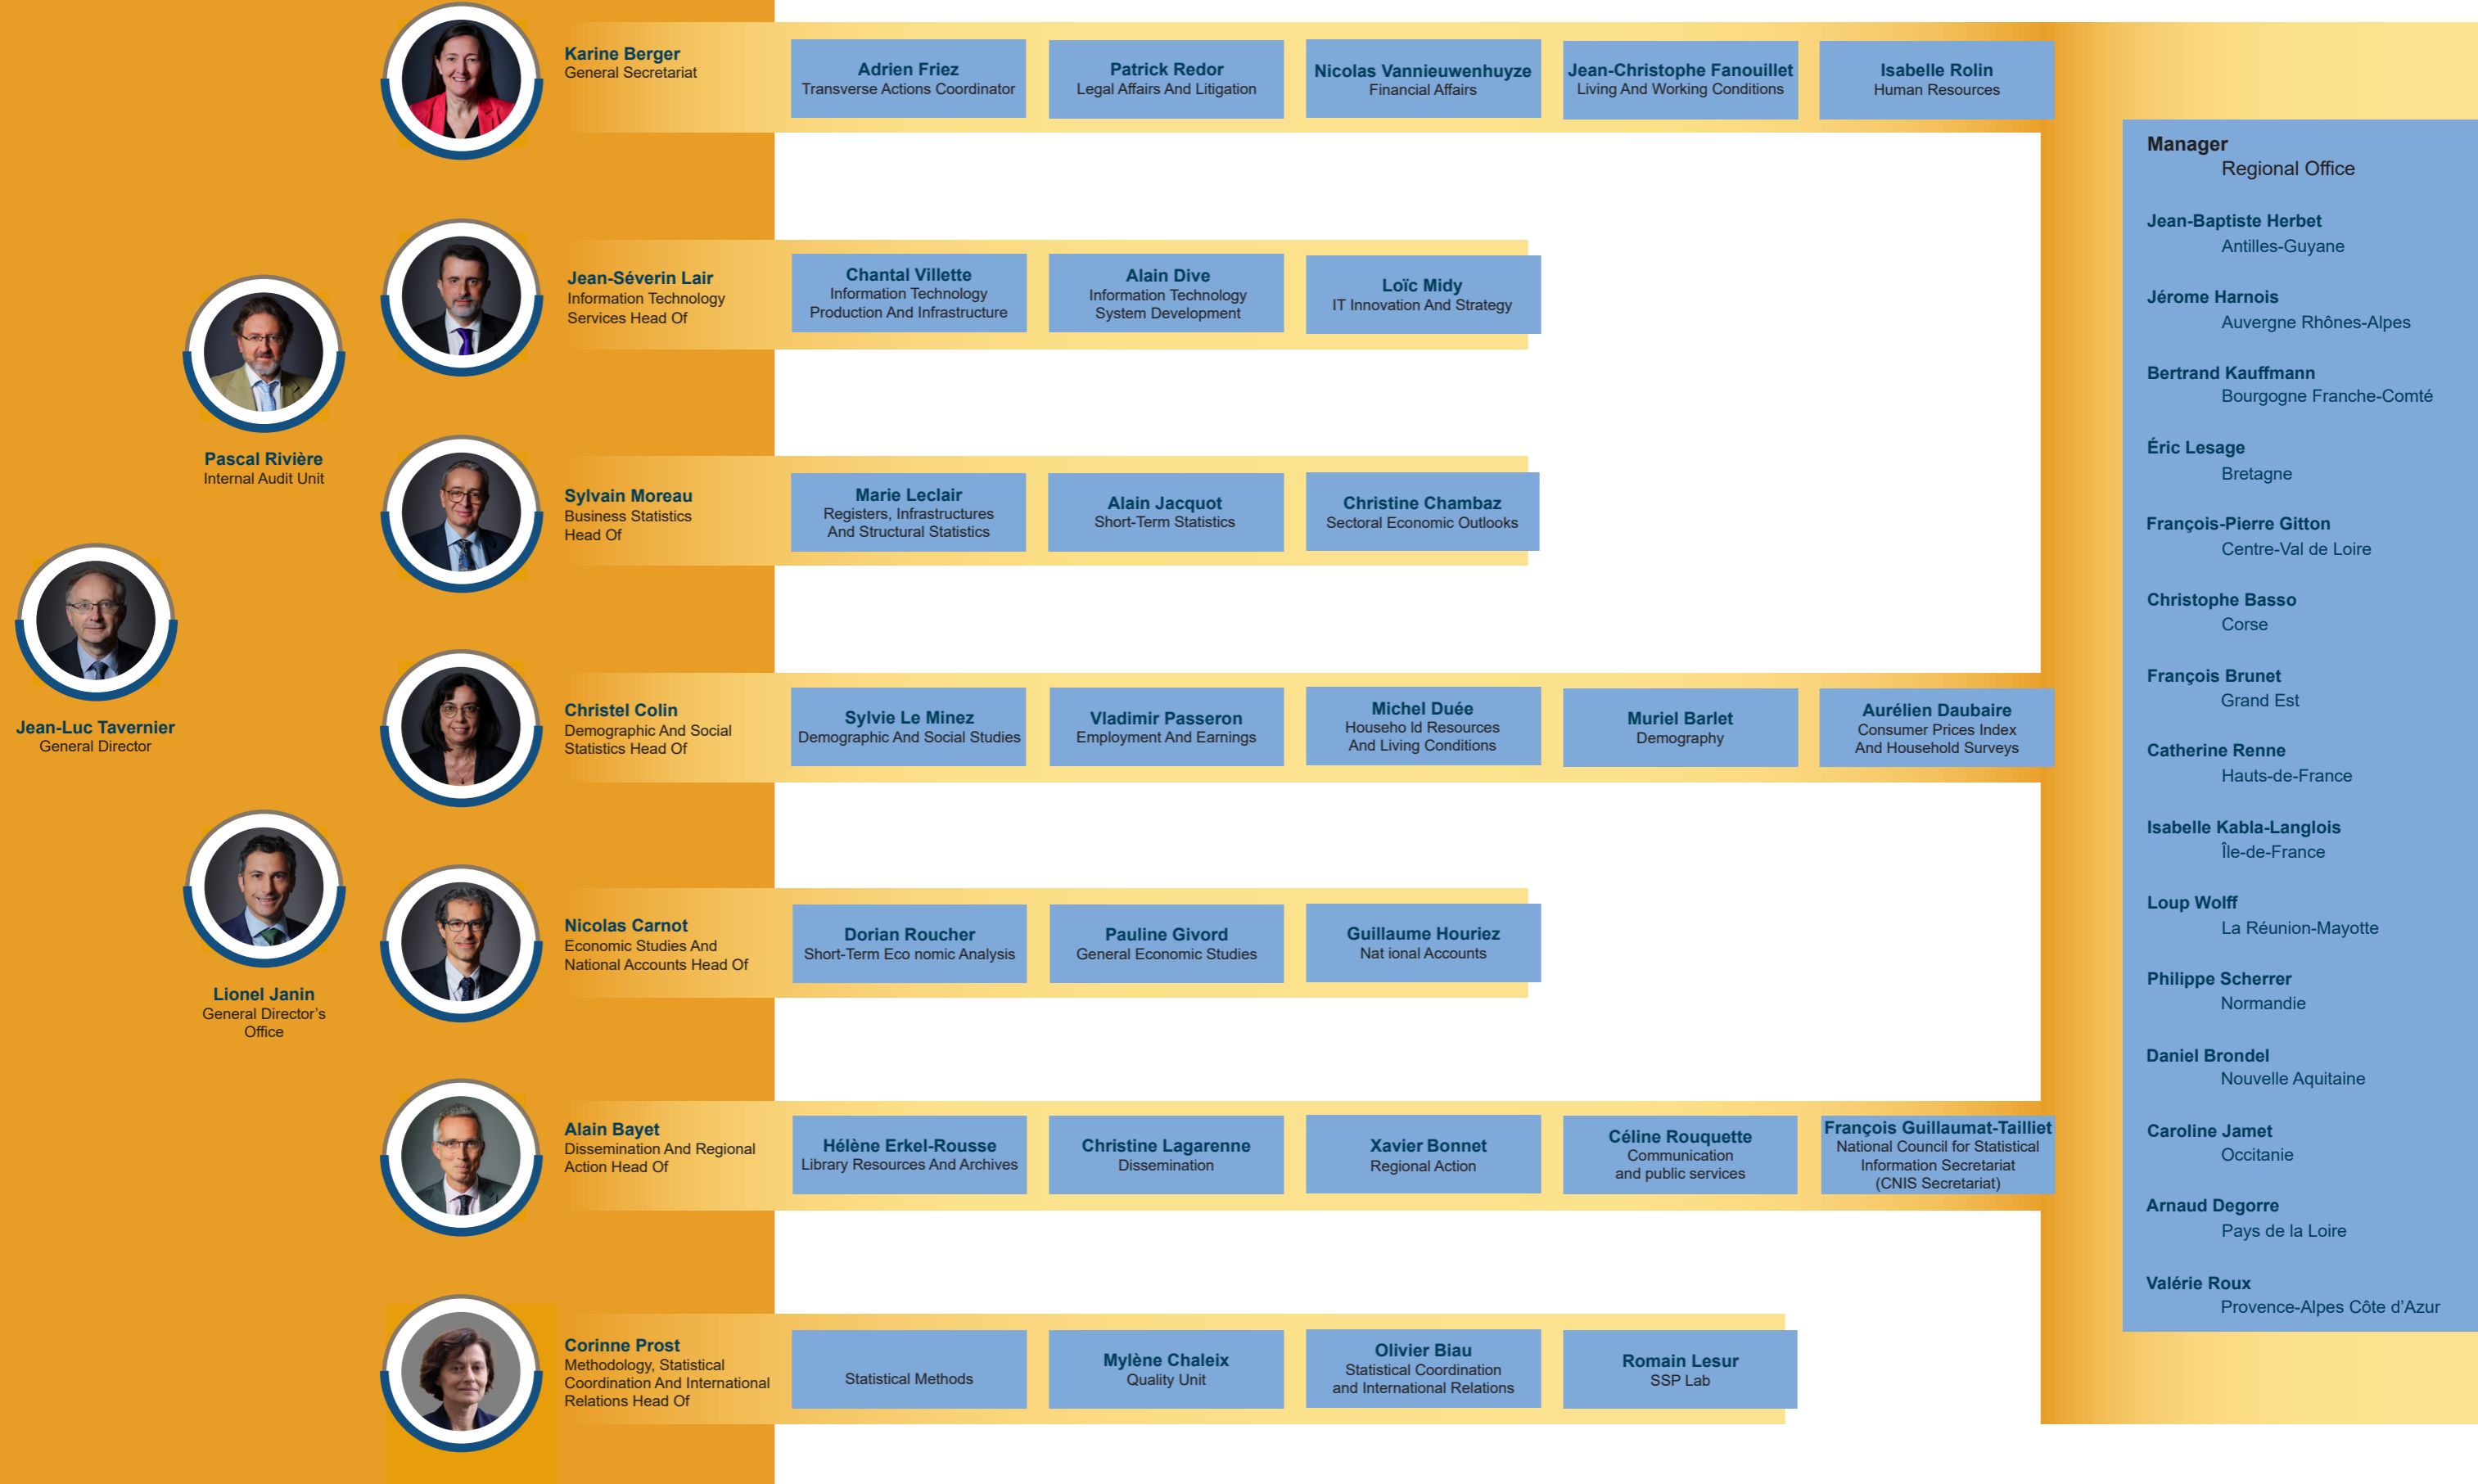 Karine Berger
General Secretariat
Adrien Friez
Transverse Actions Coordinator
Patrick Redor
Legal Affairs And Litigation
Nicolas Vannieuwenhuyze
Financial Affairs
Jean-Christophe Fanouillet
Living And Working Conditions
Isabelle Rolin
Human Resources
Jean-Séverin Lair
Information Technology
Services Head Of
Chantal Villette
Information Technology
Production And Infrastructure
Alain Dive
Information Technology
System Development
Loïc Midy
IT Innovation And Strategy
Pascal Rivière
Internal Audit Unit
Sylvain Moreau
Business Statistics
Head Of
Marie Leclair
Registers, Infrastructures
And Structural Statistics
Alain Jacquot
Short-Term Statistics
Christine Chambaz
Sectoral Economic Outlooks
Jean-Luc Tavernier
General Director
Christel Colin
Demographic And Social
Statistics Head Of
Sylvie Le Minez
Demographic And Social Studies
Vladimir Passeron
Employment And Earnings
Michel Duée
Househo ld Resources
And Living Conditions
Muriel Barlet
Demography
Aurélien Daubaire
Consumer Prices Index
And Household Surveys
Lionel Janin
General Director's
Office
Nicolas Carnot
Economic Studies And
National Accounts Head Of
Dorian Roucher
Short-Term Eco nomic Analysis
Pauline Givord
General Economic Studies
Guillaume Houriez
Nat ional Accounts
Alain Bayet
Dissemination And Regional
Action Head Of
Hélène Erkel-Rousse
Library Resources And Archives
Christine Lagarenne
Dissemination
Xavier Bonnet
Regional Action
Céline Rouquette
Communication
and public services
François Guillaumat-Tailliet
National Council for Statistical
Information Secretariat
(CNIS Secretariat)
Corinne Prost
Methodology, Statistical
Coordination And International
Relations Head Of
Statistical Methods
Mylène Chaleix
Quality Unit
Olivier Biau
Statistical Coordination
and International Relations
Romain Lesur
SSP Lab
Manager
Regional Office
Jean-Baptiste Herbet
Antilles-Guyane
Jérome Harnois
Auvergne Rhônes-Alpes
Bertrand Kauffmann
Bourgogne Franche-Comté
Éric Lesage
Bretagne
François-Pierre Gitton
Centre-Val de Loire
Christophe Basso
Corse
François Brunet
Grand Est
Catherine Renne
Hauts-de-France
Isabelle Kabla-Langlois
Île-de-France
Loup Wolff
La Réunion-Mayotte
Philippe Scherrer
Normandie
Daniel Brondel
Nouvelle Aquitaine
Caroline Jamet
Occitanie
Arnaud Degorre
Pays de la Loire
Valérie Roux
Provence-Alpes Côte d'Azur